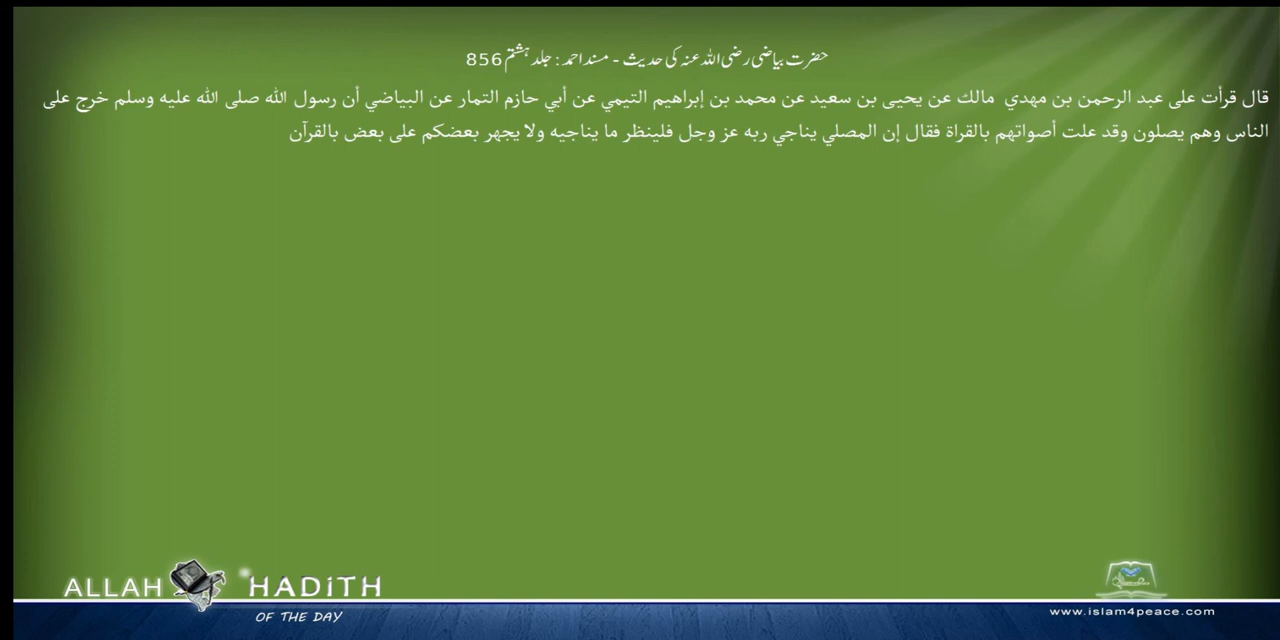 حضرت بیاضی رضی اللہ عنہ کی حدیث - مسند احمد : جلد ہشتم 856
قال قرأت على عبد الرحمن بن مهدي مالك عن يحيى بن سعيد عن محمد بن إبراهيم التيمي عن أبي حازم التمار عن البياضي أن رسول الله صلى الله عليه وسلم خرج على
الناس وهم يصلون وقد علت أصواتهم بالقراة فقال إن المصلي يناجي ربه عز وجل فلينظر ما يناجيه ولا يجهر بعضكم على بعض بالقرآن
ALLAH HADITH
OF THE DAY
www.islam4peace.com